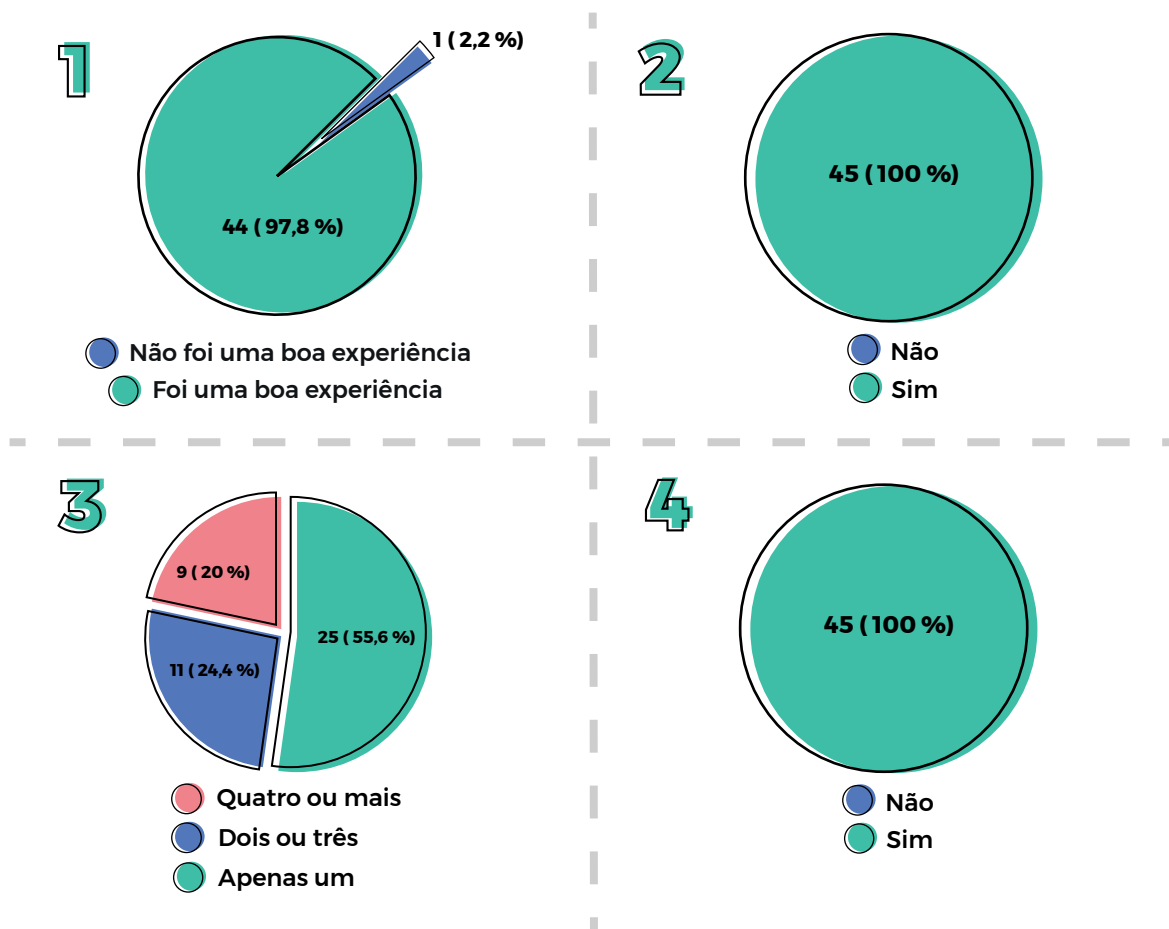 1
1 ( 2,2 %)
44 ( 97,8 %)
Não foi uma boa experiência
Foi uma boa experiência
2
45 ( 100 %)
Não
Sim
3
9 ( 20 %)
25 ( 55,6 %)
11 ( 24,4 %)
Quatro ou mais
Dois ou três
Apenas um
4
45 ( 100 %)
Não
Sim